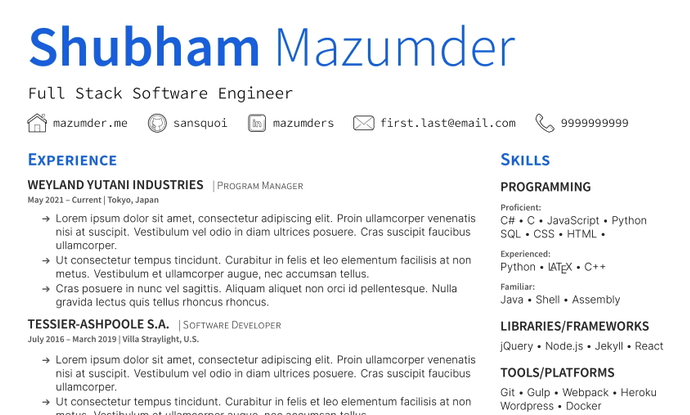 Shubham Mazumder
Full Stack Software Engineer
mazumder.me sansquoi mazumders first.last@email.com 9999999999
EXPERIENCE
WEYLAND YUTANI INDUSTRIES | PROGRAM MANAGER
May 2021 – Current | Tokyo, Japan
→ Lorem ipsum dolor sit amet, consectetur adipiscing elit. Proin ullamcorper venenatis
nisi at suscipit. Vestibulum vel odio in diam ultrices posuere. Cras suscipit faucibus
ullamcorper.
→ Ut consectetur tempus tincidunt. Curabitur in felis et leo elementum facilisis at non
metus. Vestibulum et ullamcorper augue, nec accumsan tellus.
→ Cras posuere in nunc vel sagittis. Aliquam aliquet non orci id pellentesque. Nulla
gravida lectus quis tellus rhoncus rhoncus.
TESSIER-ASHPOOLE S.A. | SOFTWARE DEVELOPER
July 2016 – March 2019 | Villa Straylight, U.S.
→ Lorem ipsum dolor sit amet, consectetur adipiscing elit. Proin ullamcorper venenatis
nisi at suscipit. Vestibulum vel odio in diam ultrices posuere. Cras suscipit faucibus
ullamcorper.
→ Ut consectetur tempus tincidunt. Curabitur in felis et leo elementum facilisis at non
metus. Vestibulum et ullamcorper augue, nec accumsan tellus.
SKILLS
PROGRAMMING
Proficient:
C# • C • JavaScript • Python
SQL • CSS • HTML •
Experienced:
Python • LATEX • C++
Familiar:
Java • Shell • Assembly
LIBRARIES/FRAMEWORKS
jQuery • Node.js • Jekyll • React
TOOLS/PLATFORMS
Git • Gulp • Webpack • Heroku
Wordpress • Docker